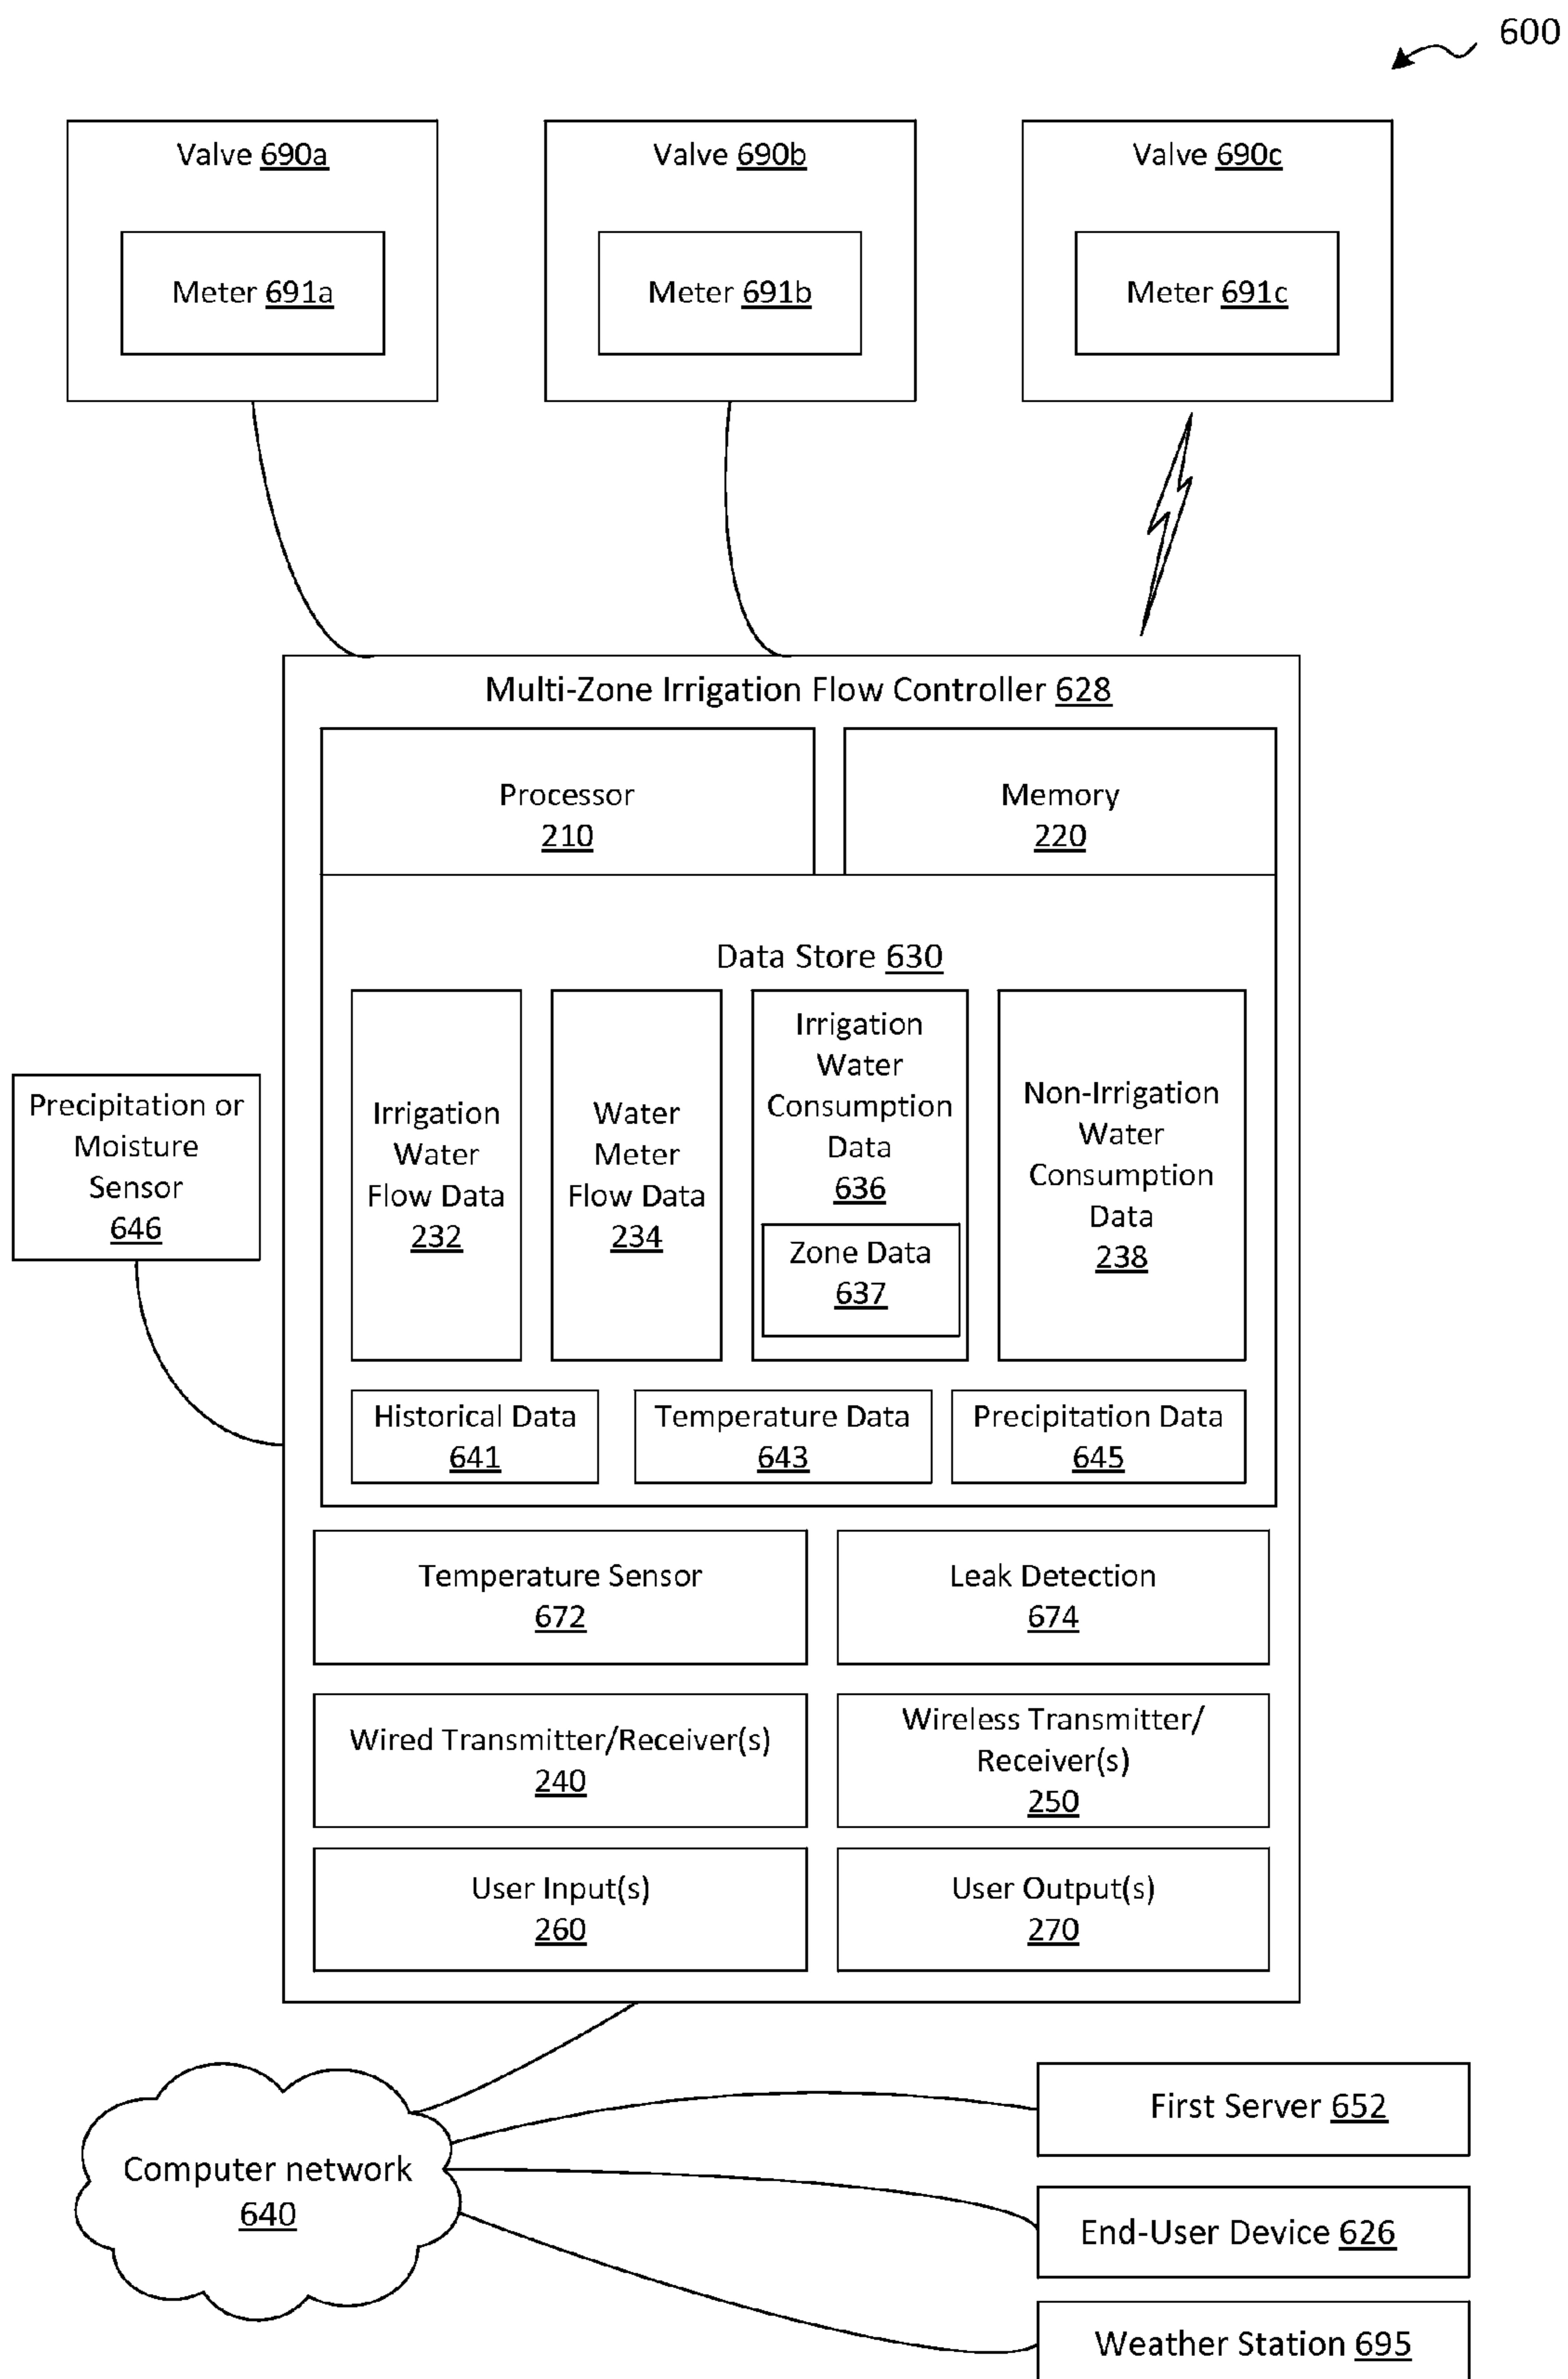 600
Valve 690a
Meter 691a
Valve 690b
Meter 691b
Valve 690c
Meter 691c
Multi-Zone Irrigation Flow Controller 628
Processor
210
Memory
220
Data Store 630
Irrigation
Water
Flow Data
232
Water
Meter
Flow Data
234
Irrigation
Water
Consumption
Data
636
Zone Data
637
Non-Irrigation
Water
Consumption
Data
238
Historical Data
641
Temperature Data
643
Precipitation Data
645
Precipitation or
Moisture
Sensor
646
Temperature Sensor
672
Leak Detection
674
Wired Transmitter/Receiver(s)
240
Wireless Transmitter/
Receiver(s)
250
User Input(s)
260
User Output(s)
270
Computer network
640
First Server 652
End-User Device 626
Weather Station 695